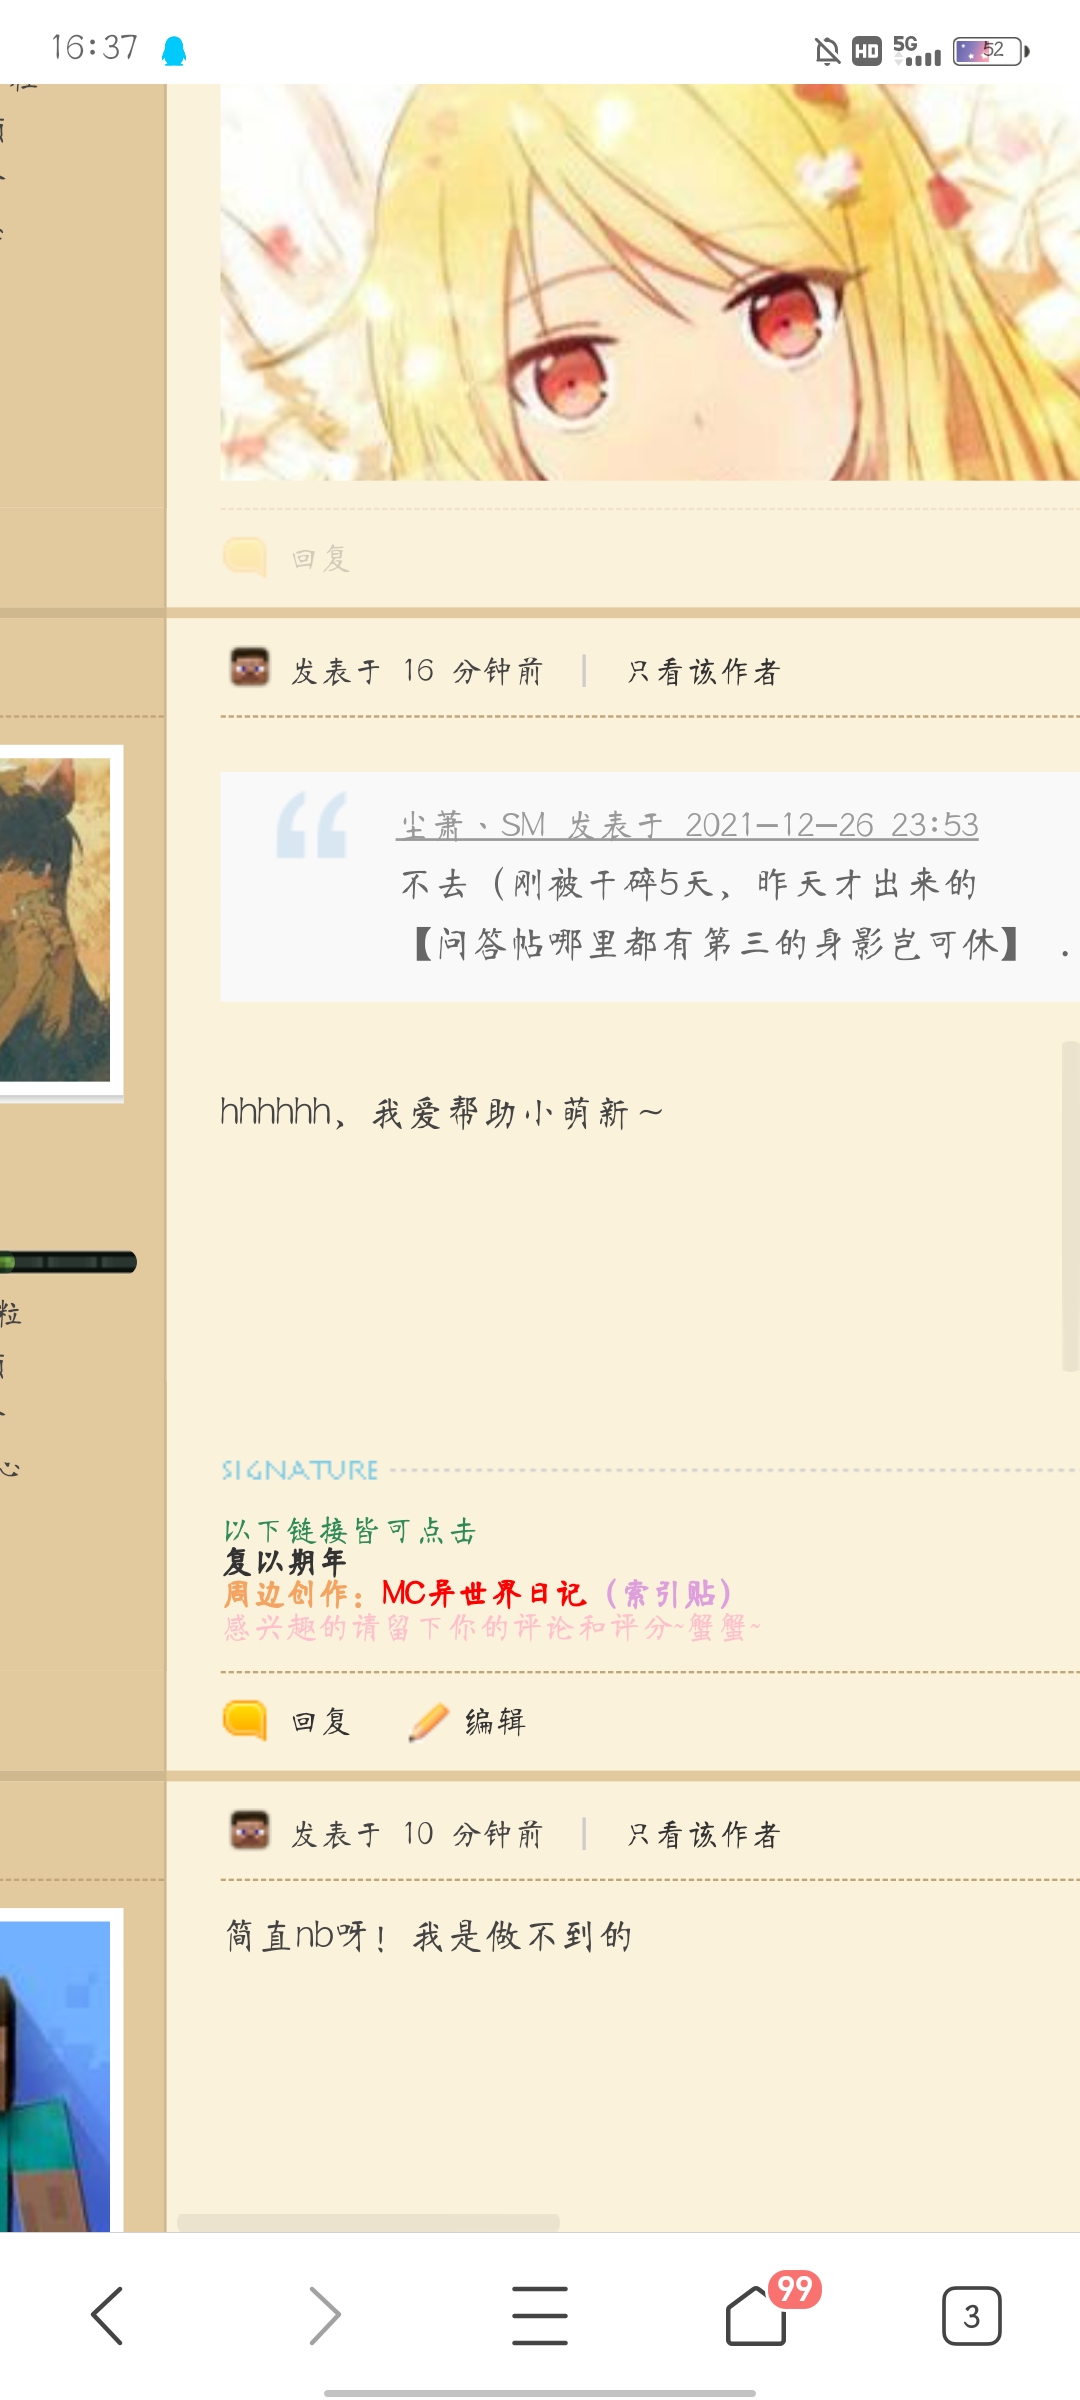 16:37
HD 5G 52
回复
发表于 16 分钟前 | 只看该作者
尘萧、SM 发表于 2021-12-26 23:53
不去（刚被干碎5天，昨天才出来的
【问答帖哪里都有第三的身影岂可休】 .
hhhhhh，我爱帮助小萌新～
粒
心
SIGNATURE
以下链接皆可点击
复以期年
周边创作：MC异世界日记（索引贴）
感兴趣的请留下你的评论和评分~蟹蟹~
回复 编辑
发表于 10 分钟前 | 只看该作者
简直nb呀！我是做不到的
99
3